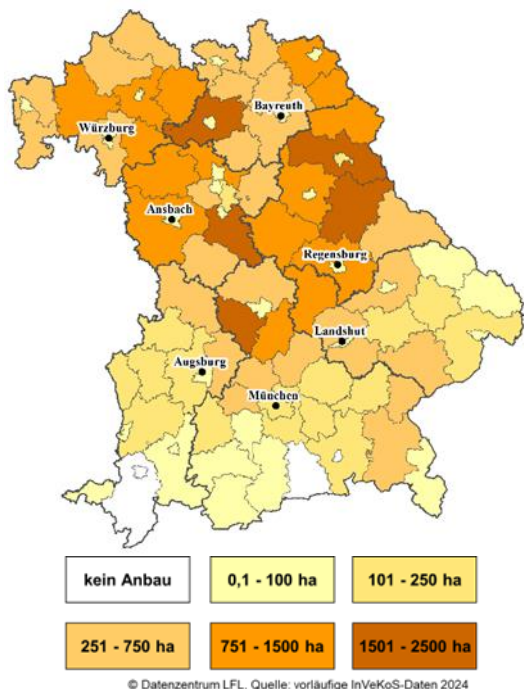 Bayreuth
Würzburg
Ansbach
Regensburg
Landshut
Augsburg
München
kein Anbau
0,1 - 100 ha
101 - 250 ha
251 - 750 ha
751 - 1500 ha
1501 - 2500 ha
© Datenzentrum LFL, Quelle: vorläufige InVeKoS-Daten 2024